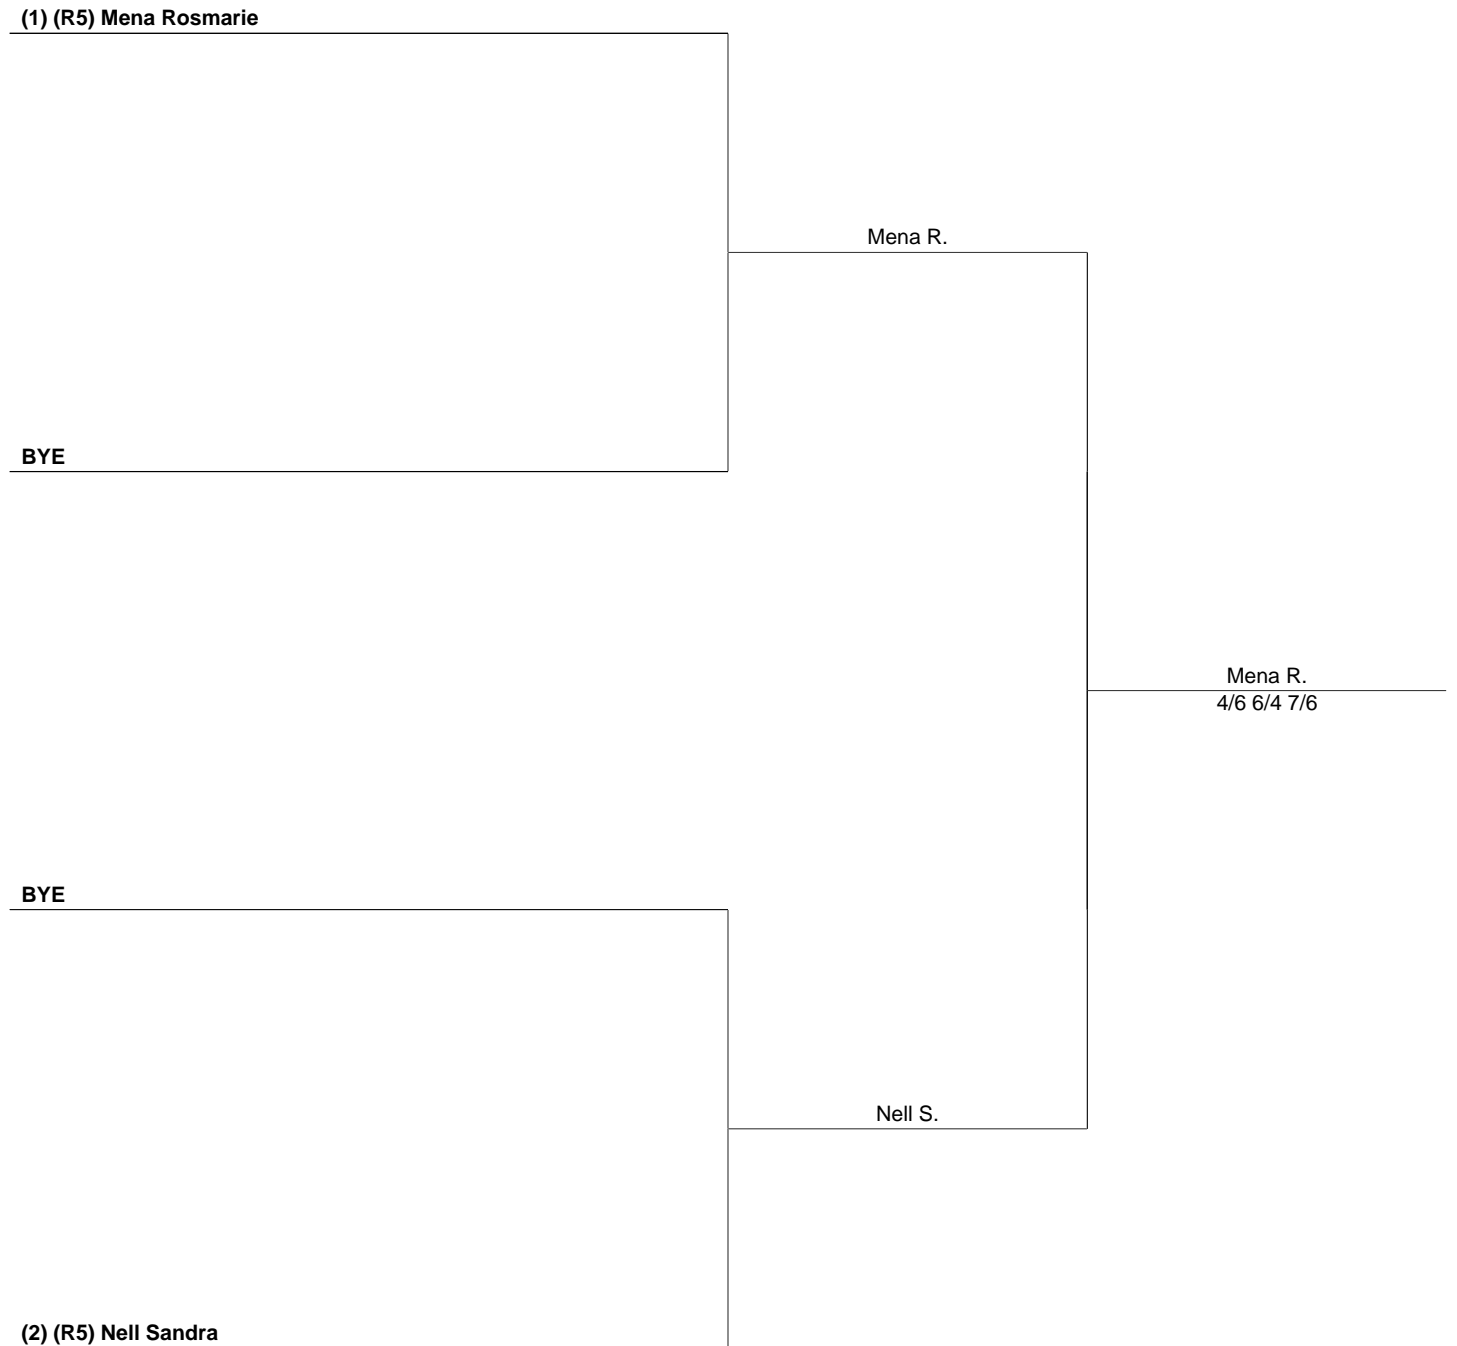 (1) (R5) Mena Rosmarie
Mena R.
BYE
Mena R.
4/6 6/4 7/6
BYE
Nell S.
(2) (R5) Nell Sandra